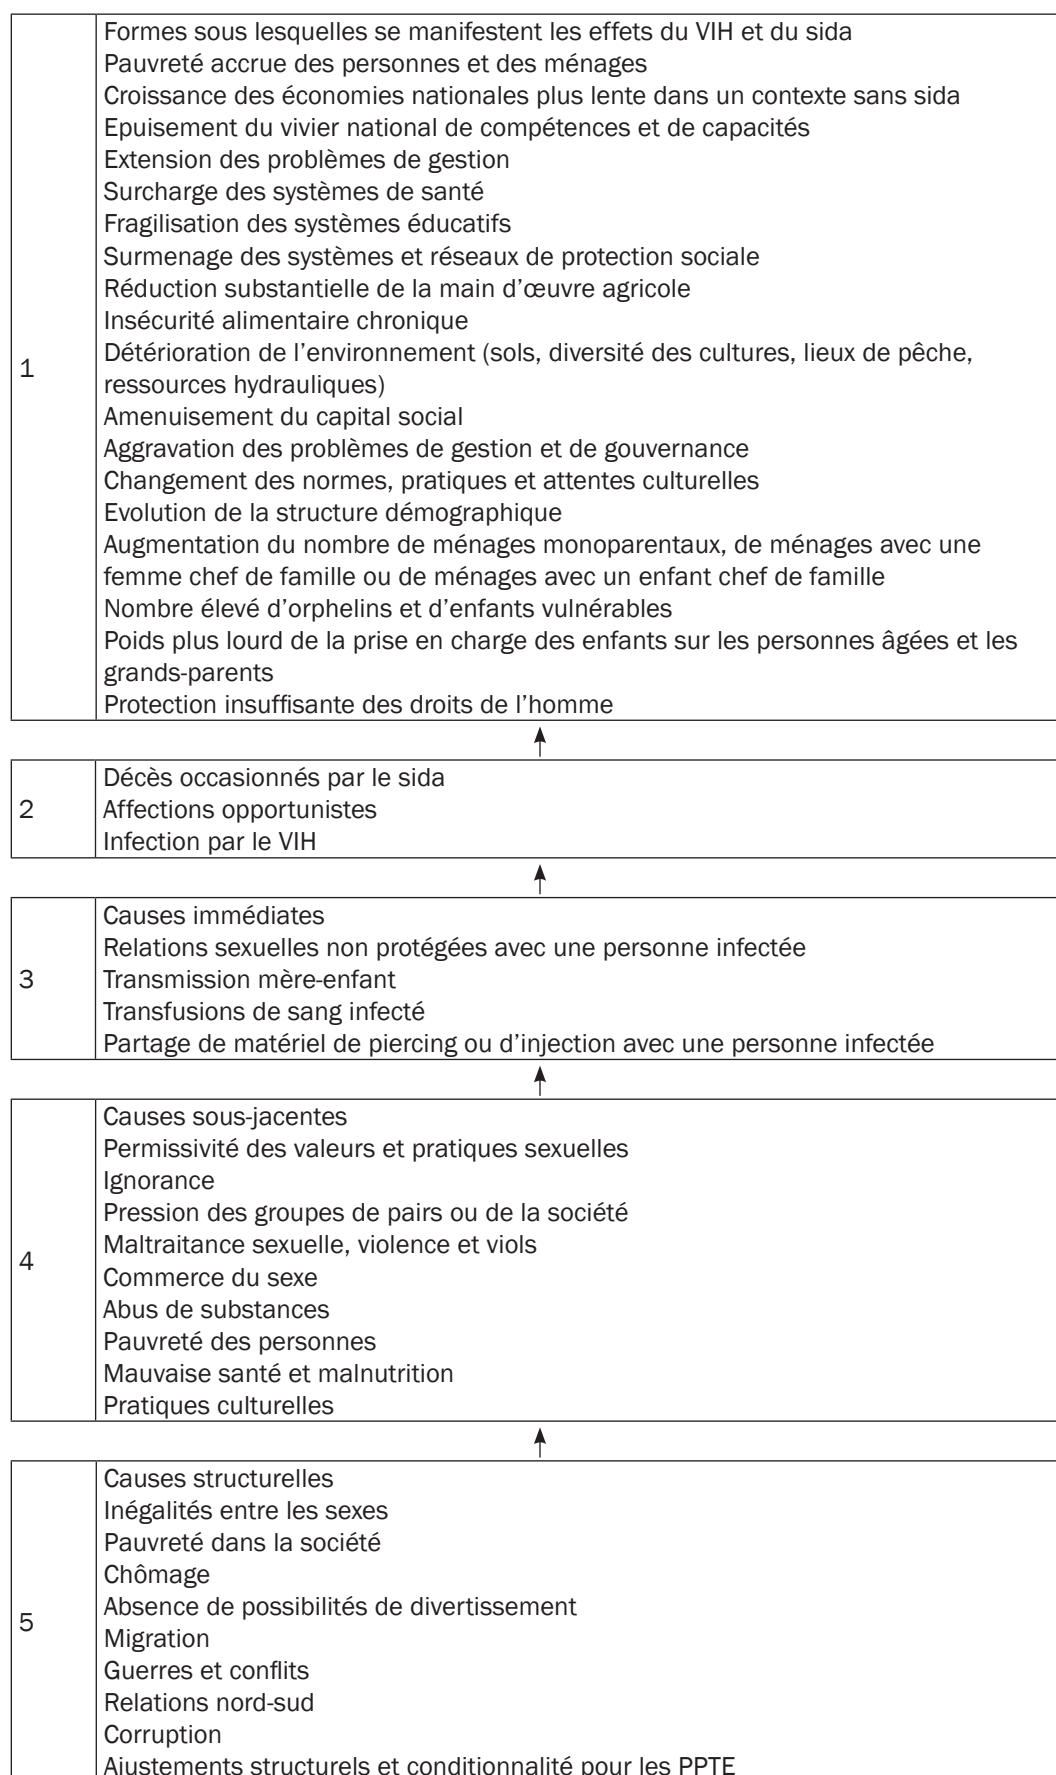 Formes sous lesquelles se manifestent les effets du VIH et du sida
Pauvreté accrue des personnes et des ménages
Croissance des économies nationales plus lente dans un contexte sans sida
Epuisement du vivier national de compétences et de capacités
Extension des problèmes de gestion
Surcharge des systèmes de santé
Fragilisation des systèmes éducatifs
Surmenage des systèmes et réseaux de protection sociale
Réduction substantielle de la main d'œuvre agricole
Insécurité alimentaire chronique
1
Détérioration de l'environnement (sols, diversité des cultures, lieux de pêche,
ressources hydrauliques)
Amenuisement du capital social
Aggravation des problèmes de gestion et de gouvernance
Changement des normes, pratiques et attentes culturelles
Evolution de la structure démographique
Augmentation du nombre de ménages monoparentaux, de ménages avec une
femme chef de famille ou de ménages avec un enfant chef de famille
Nombre élevé d'orphelins et d'enfants vulnérables
Poids plus lourd de la prise en charge des enfants sur les personnes âgées et les
grands-parents
Protection insuffisante des droits de l'homme
Décès occasionnés par le sida
2
Affections opportunistes
Infection par le VIH
Causes immédiates
Relations sexuelles non protégées avec une personne infectée
3
Transmission mère-enfant
Transfusions de sang infecté
Partage de matériel de piercing ou d'injection avec une personne infectée
Causes sous-jacentes
Permissivité des valeurs et pratiques sexuelles
Ignorance
Pression des groupes de pairs ou de la société
Maltraitance sexuelle, violence et viols
4
Commerce du sexe
Abus de substances
Pauvreté des personnes
Mauvaise santé et malnutrition
Pratiques culturelles
Causes structurelles
Inégalités entre les sexes
Pauvreté dans la société
Chômage
Absence de possibilités de divertissement
5
Migration
Guerres et conflits
Relations nord-sud
Corruption
Ajustements structurels et conditionnalité pour les PPTE